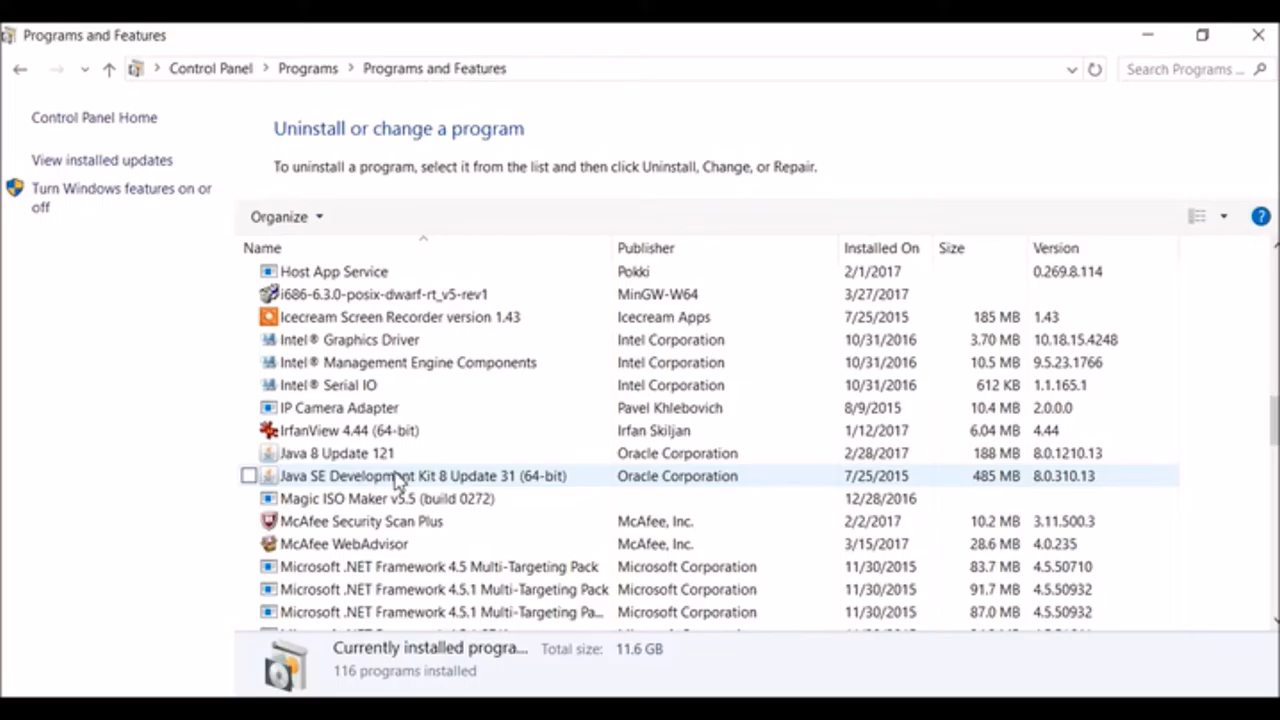 Programs and Features
Control Panel > Programs > Programs and Features
Search Programs ...
Control Panel Home
View installed updates
Turn Windows features on or
off
Uninstall or change a program
To uninstall a program, select it from the list and then click Uninstall, Change, or Repair.
Organize
Name Publisher Installed On Size Version
Host App Service Pokki 2/1/2017 0.269.8.114
i686-6.3.0-posix-dwarf-rt_v5-rev1 MinGW-W64 3/27/2017
Icecream Screen Recorder version 1.43 Icecream Apps 7/25/2015 185 MB 1.43
Intel® Graphics Driver Intel Corporation 10/31/2016 3.70 MB 10.18.15.4248
Intel® Management Engine Components Intel Corporation 10/31/2016 10.5 MB 9.5.23.1766
Intel® Serial IO Intel Corporation 10/31/2016 612 KB 1.1.165.1
IP Camera Adapter Pavel Khlebovich 8/9/2015 10.4 MB 2.0.0.0
IrfanView 4.44 (64-bit) Irfan Skiljan 1/12/2017 6.04 MB 4.44
Java 8 Update 121 Oracle Corporation 2/28/2017 188 MB 8.0.1210.13
Java SE Development Kit 8 Update 31 (64-bit) Oracle Corporation 7/25/2015 485 MB 8.0.310.13
Magic ISO Maker v5.5 (build 0272) 12/28/2016
McAfee Security Scan Plus McAfee, Inc. 2/2/2017 10.2 MB 3.11.500.3
McAfee WebAdvisor McAfee, Inc. 3/15/2017 28.6 MB 4.0.235
Microsoft .NET Framework 4.5 Multi-Targeting Pack Microsoft Corporation 11/30/2015 83.7 MB 4.5.50710
Microsoft .NET Framework 4.5.1 Multi-Targeting Pack Microsoft Corporation 11/30/2015 91.7 MB 4.5.50932
Microsoft .NET Framework 4.5.1 Multi-Targeting Pa... Microsoft Corporation 11/30/2015 87.0 MB 4.5.50932
Currently installed progra... Total size: 11.6 GB
116 programs installed